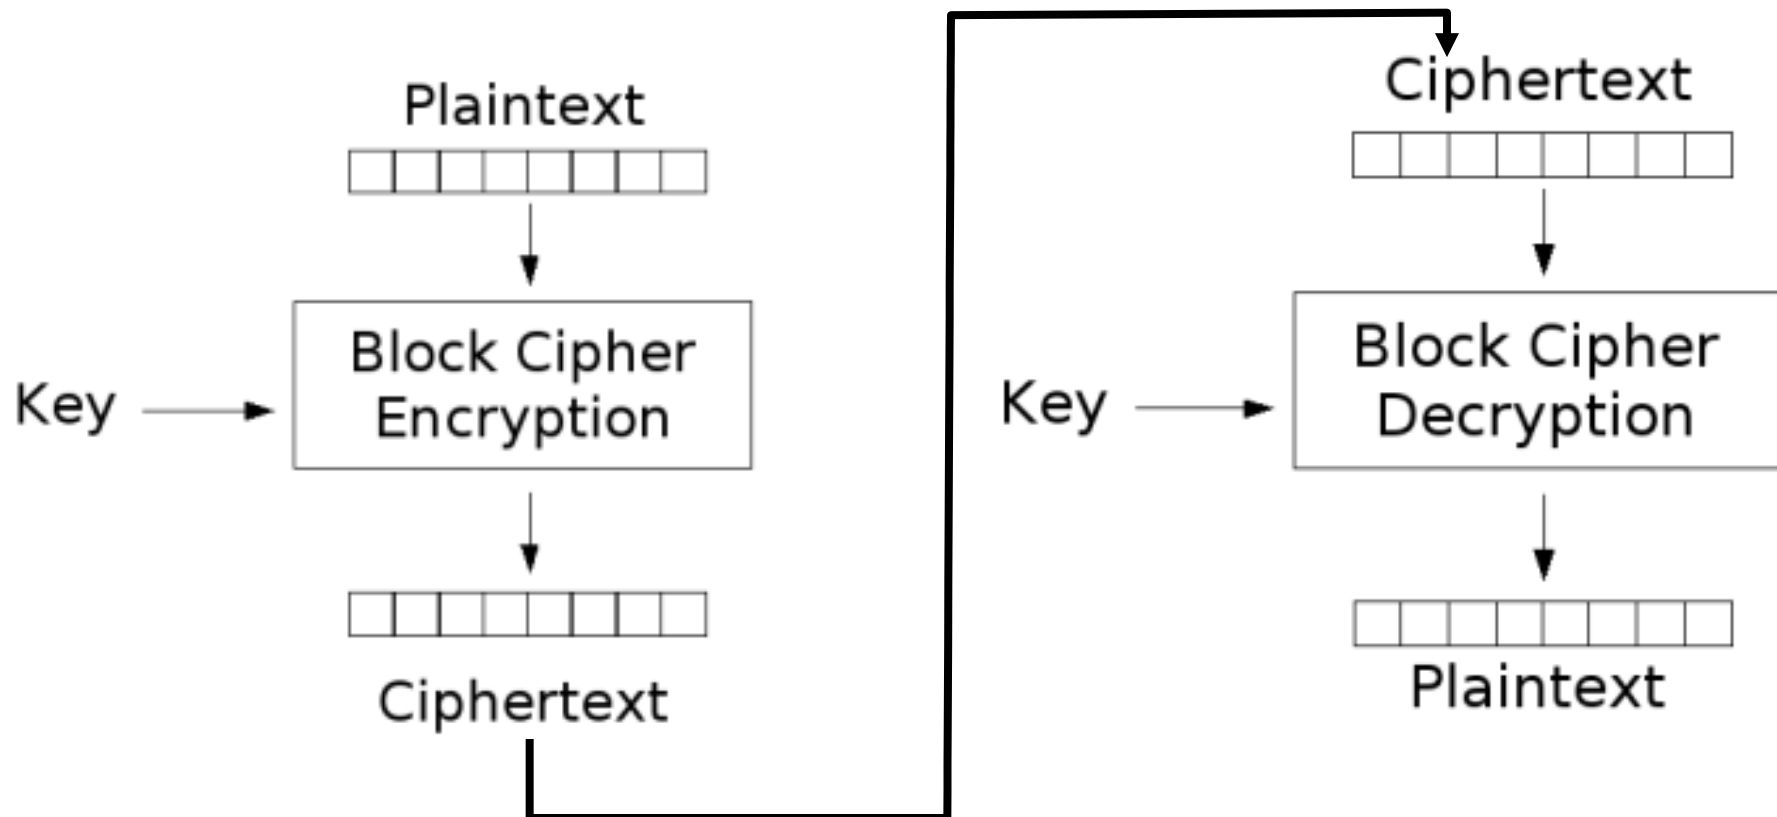 Plaintext
Key
Block Cipher
Encryption
Ciphertext
Ciphertext
Key
Block Cipher
Decryption
Plaintext